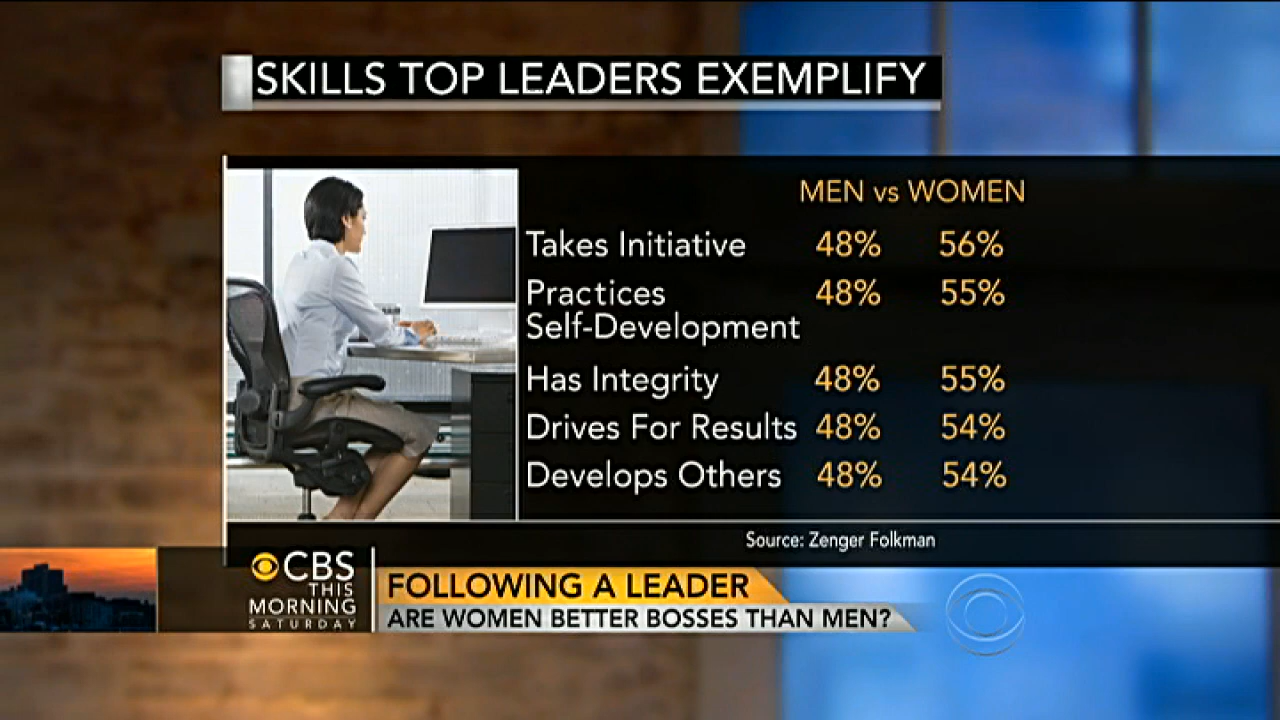 SKILLS TOP LEADERS EXEMPLIFY
MEN vs WOMEN
Takes Initiative 48% 56%
Practices 48% 55%
Self-Development
Has Integrity 48% 55%
Drives For Results 48% 54%
Develops Others 48% 54%
Source: Zenger Folkman
CBS
THIS
MORNING
SATURDAY
FOLLOWING A LEADER
ARE WOMEN BETTER BOSSES THAN MEN?